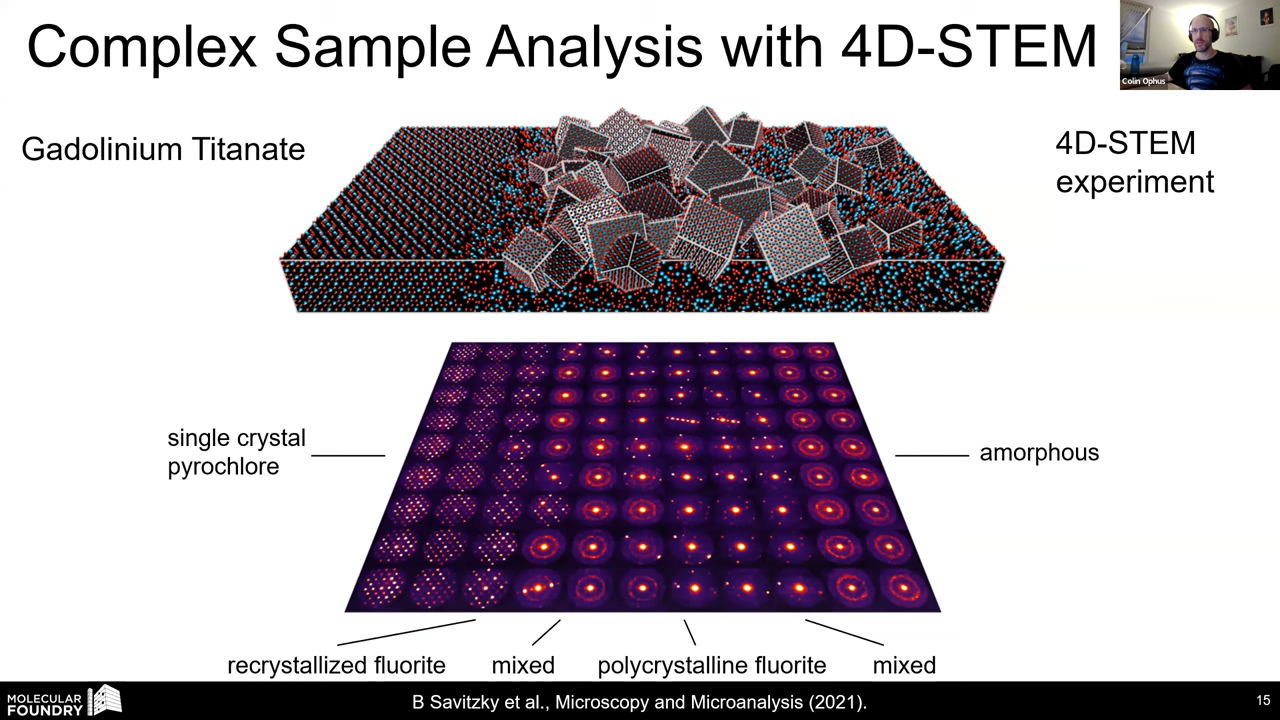 Complex Sample Analysis with 4D-STEM
Colin Ophus
Gadolinium Titanate
4D-STEM
experiment
single crystal
pyrochlore
amorphous
recrystallized fluorite
mixed
polycrystalline fluorite
mixed
MOLECULAR
FOUNDRY
B Savitzky et al., Microscopy and Microanalysis (2021).
15